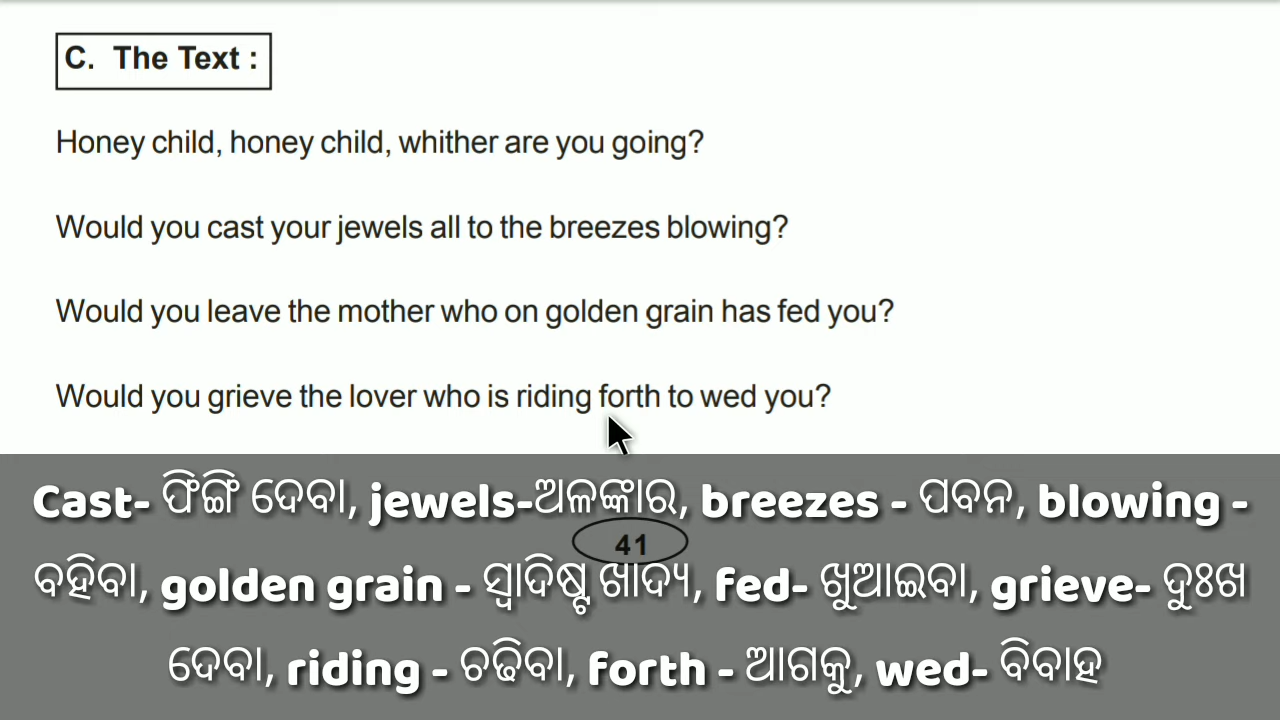 C. The Text :
Honey child, honey child, whither are you going?
Would you cast your jewels all to the breezes blowing?
Would you leave the mother who on golden grain has fed you?
Would you grieve the lover who is riding forth to wed you?
Cast- ଫିଙ୍ଗି ଦେବା, jewels-ଅଳଙ୍କାର, breezes - ପବନ, blowing -
41
ବହିବା, golden grain - ସ୍ୱାଦିଷ୍ଟ ଖାଦ୍ୟ, fed- ଖୁଆଇବା, grieve- ଦୁଃଖ
ଦେବା, riding - ଚଢିବା, forth - ଆଗକୁ, wed- ବିବାହ